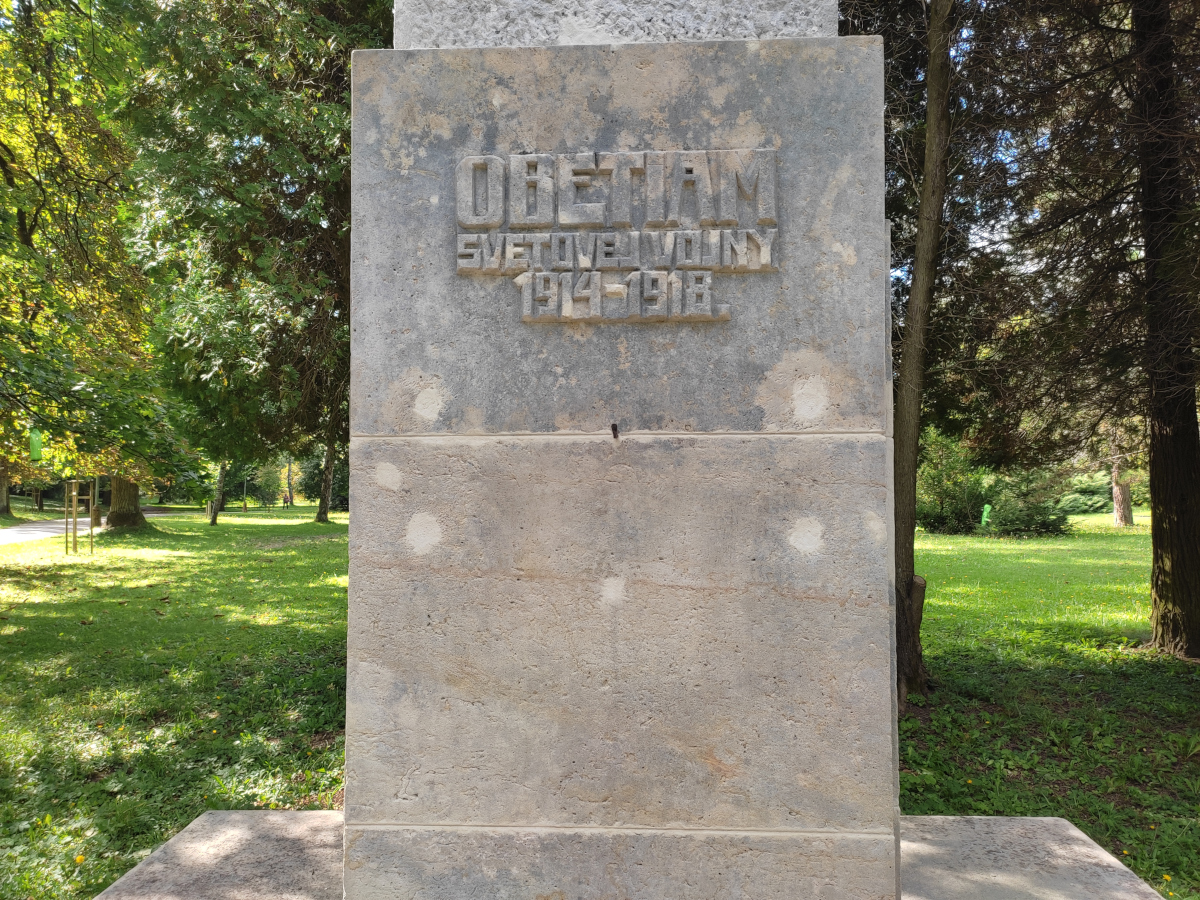 OBETIAM
SVETOVEJ VOJNY
1914-1918.